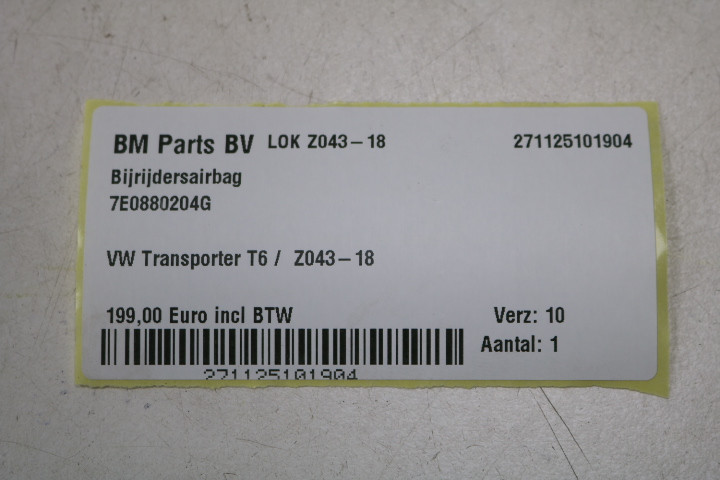 BM Parts BV LOK Z043-18 271125101904
Bijrijdersairbag
7E0880204G
VW Transporter T6 / Z043-18
199,00 Euro incl BTW Verz: 10
Aantal: 1
271125101904